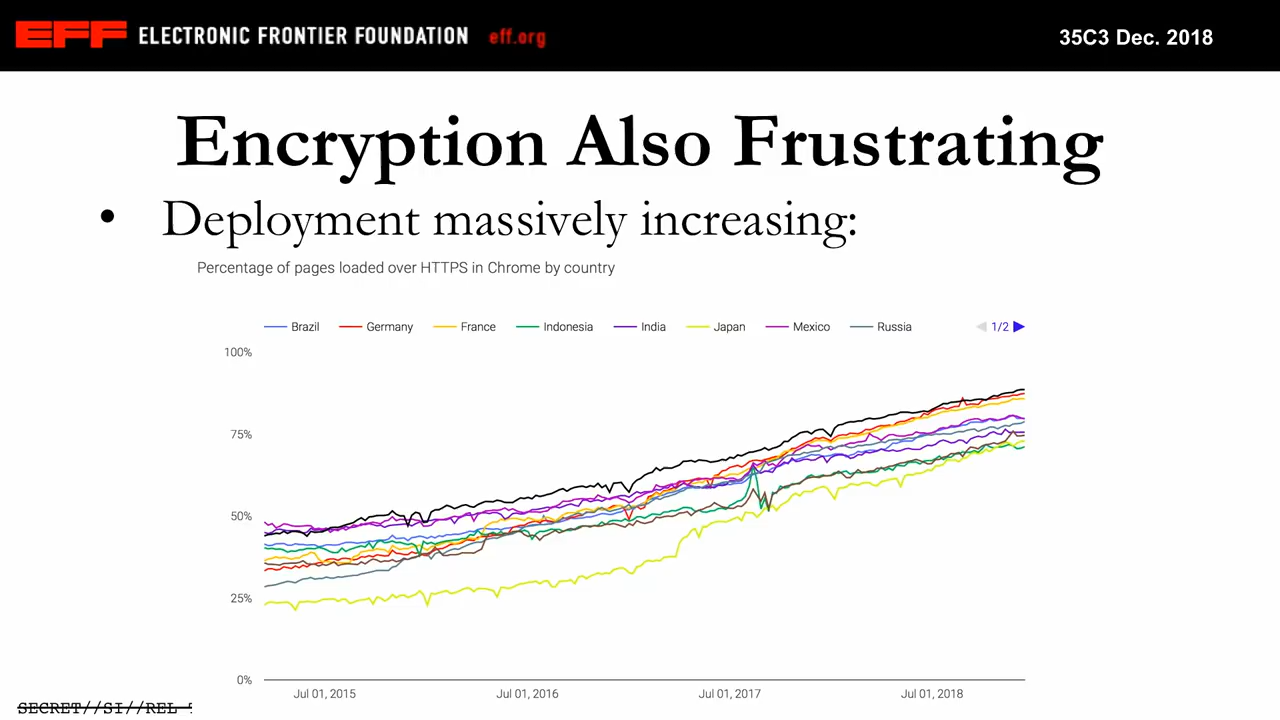 EFF ELECTRONIC FRONTIER FOUNDATION eff.org 35C3 Dec. 2018
Encryption Also Frustrating
• Deployment massively increasing:
Percentage of pages loaded over HTTPS in Chrome by country
Brazil Germany France Indonesia India Japan Mexico Russia 1/2
100%
75%
50%
25%
0%
Jul 01, 2015 Jul 01, 2016 Jul 01, 2017 Jul 01, 2018
SECRET//SI//REL